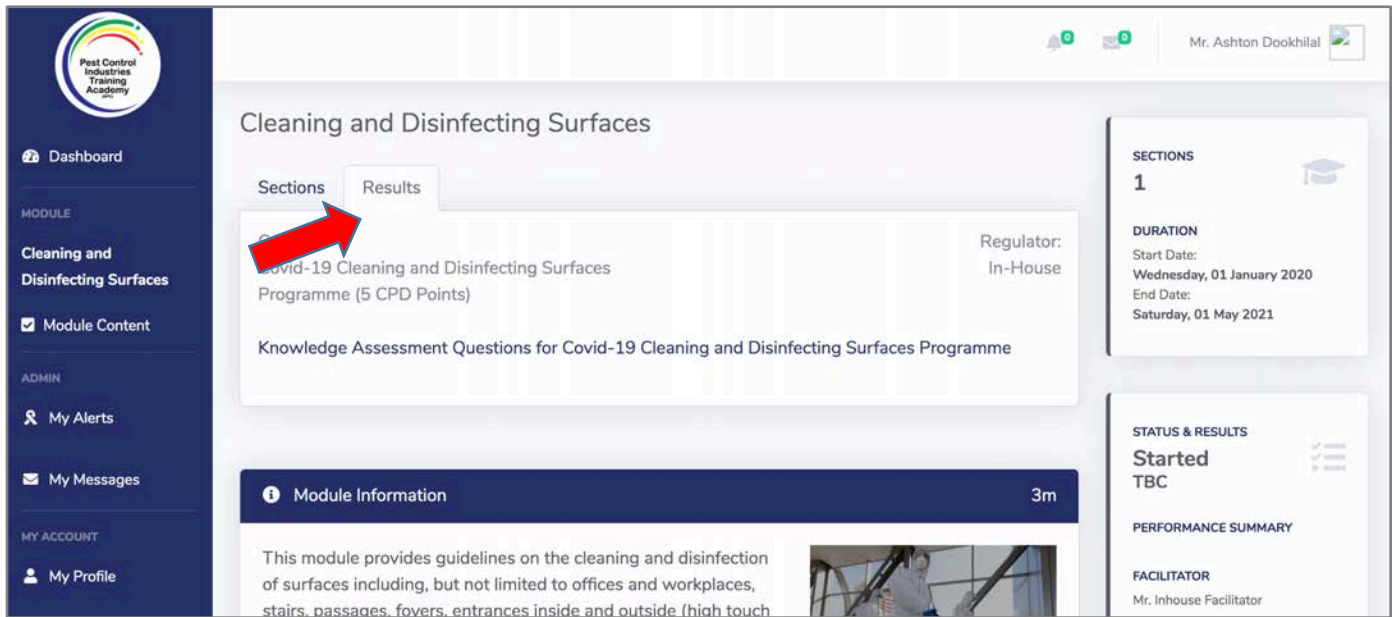 Pest Control
Industries
Training
Academy
0
0
Mr. Ashton Dookhilal
Dashboard
MODULE
Cleaning and
Disinfecting Surfaces
Module Content
ADMIN
My Alerts
My Messages
MY ACCOUNT
My Profile
Cleaning and Disinfecting Surfaces
Sections
Results
Covid-19 Cleaning and Disinfecting Surfaces
Programme (5 CPD Points)
Regulator:
In-House
Knowledge Assessment Questions for Covid-19 Cleaning and Disinfecting Surfaces Programme
Module Information
3m
This module provides guidelines on the cleaning and disinfection
of surfaces including, but not limited to offices and workplaces,
stairs, passages, foyers, entrances inside and outside (high touch
SECTIONS
1
DURATION
Start Date:
Wednesday, 01 January 2020
End Date:
Saturday, 01 May 2021
STATUS & RESULTS
Started
TBC
PERFORMANCE SUMMARY
FACILITATOR
Mr. Inhouse Facilitator